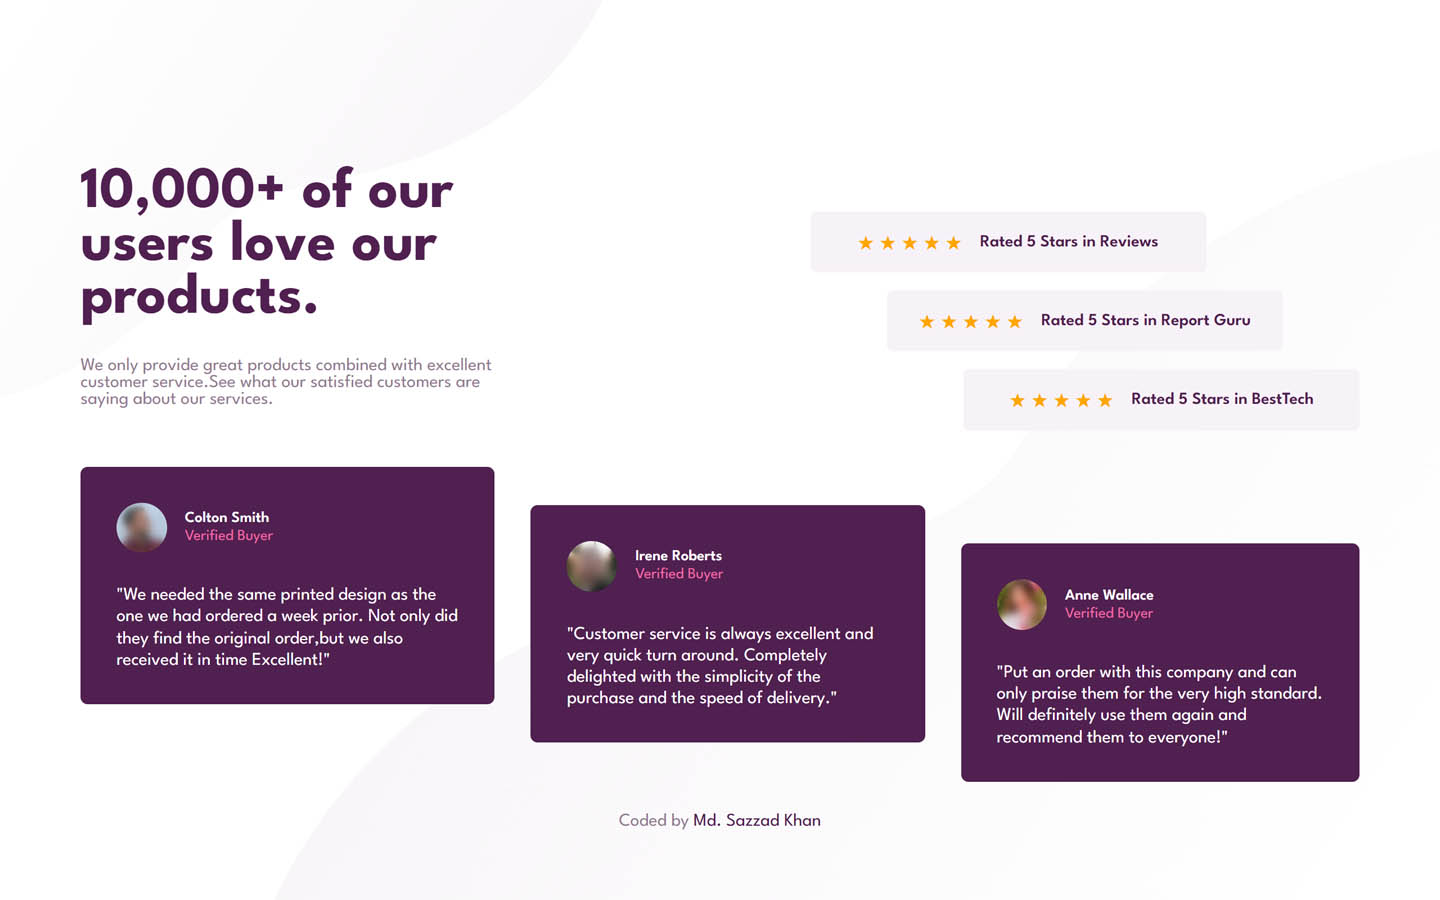 10,000+ of our
users love our
products.
We only provide great products combined with excellent
customer service.See what our satisfied customers are
saying about our services.
Rated 5 Stars in Reviews
Rated 5 Stars in Report Guru
Rated 5 Stars in BestTech
Colton Smith
Verified Buyer
"We needed the same printed design as the
one we had ordered a week prior. Not only did
they find the original order,but we also
received it in time Excellent!"
Irene Roberts
Verified Buyer
"Customer service is always excellent and
very quick turn around. Completely
delighted with the simplicity of the
purchase and the speed of delivery."
Anne Wallace
Verified Buyer
"Put an order with this company and can
only praise them for the very high standard.
Will definitely use them again and
recommend them to everyone!"
Coded by Md. Sazzad Khan